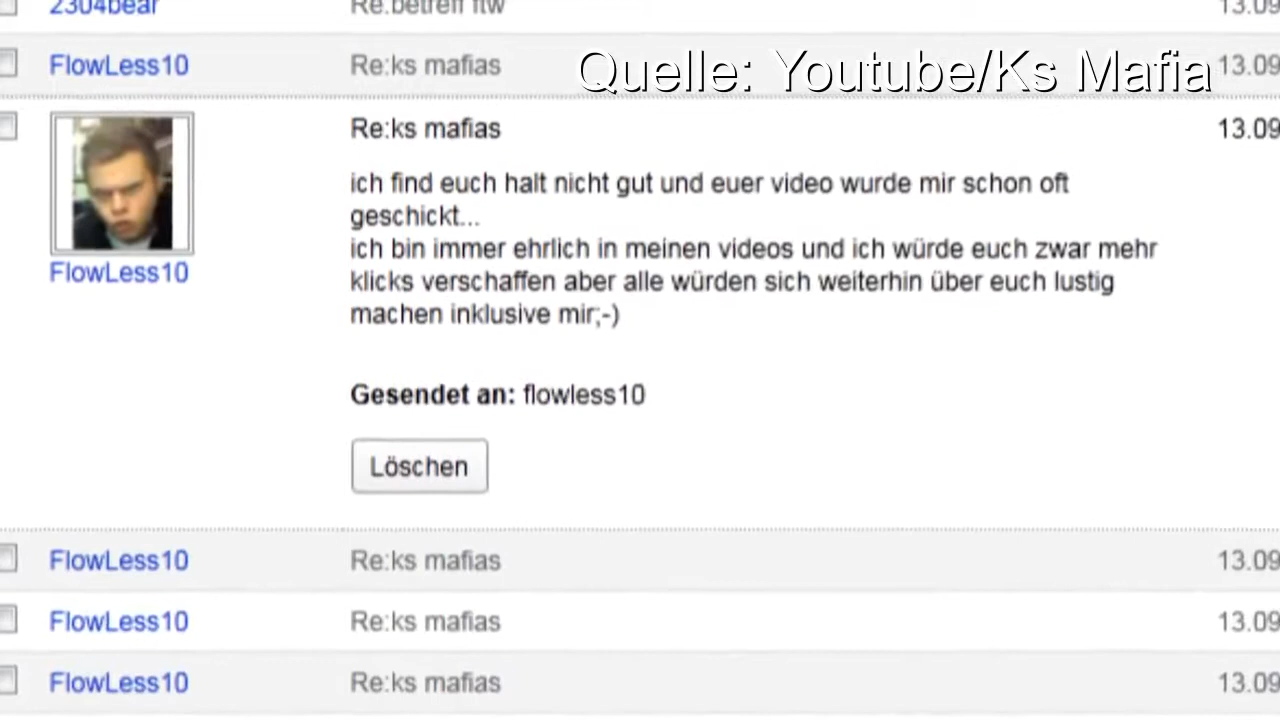 2304bear Re:betreff ftw 13.09
FlowLess10 Re:ks mafias 13.09
Quelle: Youtube/Ks Mafia
Re:ks mafias 13.09
ich find euch halt nicht gut und euer video wurde mir schon oft
geschickt...
ich bin immer ehrlich in meinen videos und ich würde euch zwar mehr
klicks verschaffen aber alle würden sich weiterhin über euch lustig
machen inklusive mir;-)
FlowLess10
Gesendet an: flowless10
Löschen
FlowLess10 Re:ks mafias 13.09
FlowLess10 Re:ks mafias 13.09
FlowLess10 Re:ks mafias 13.09